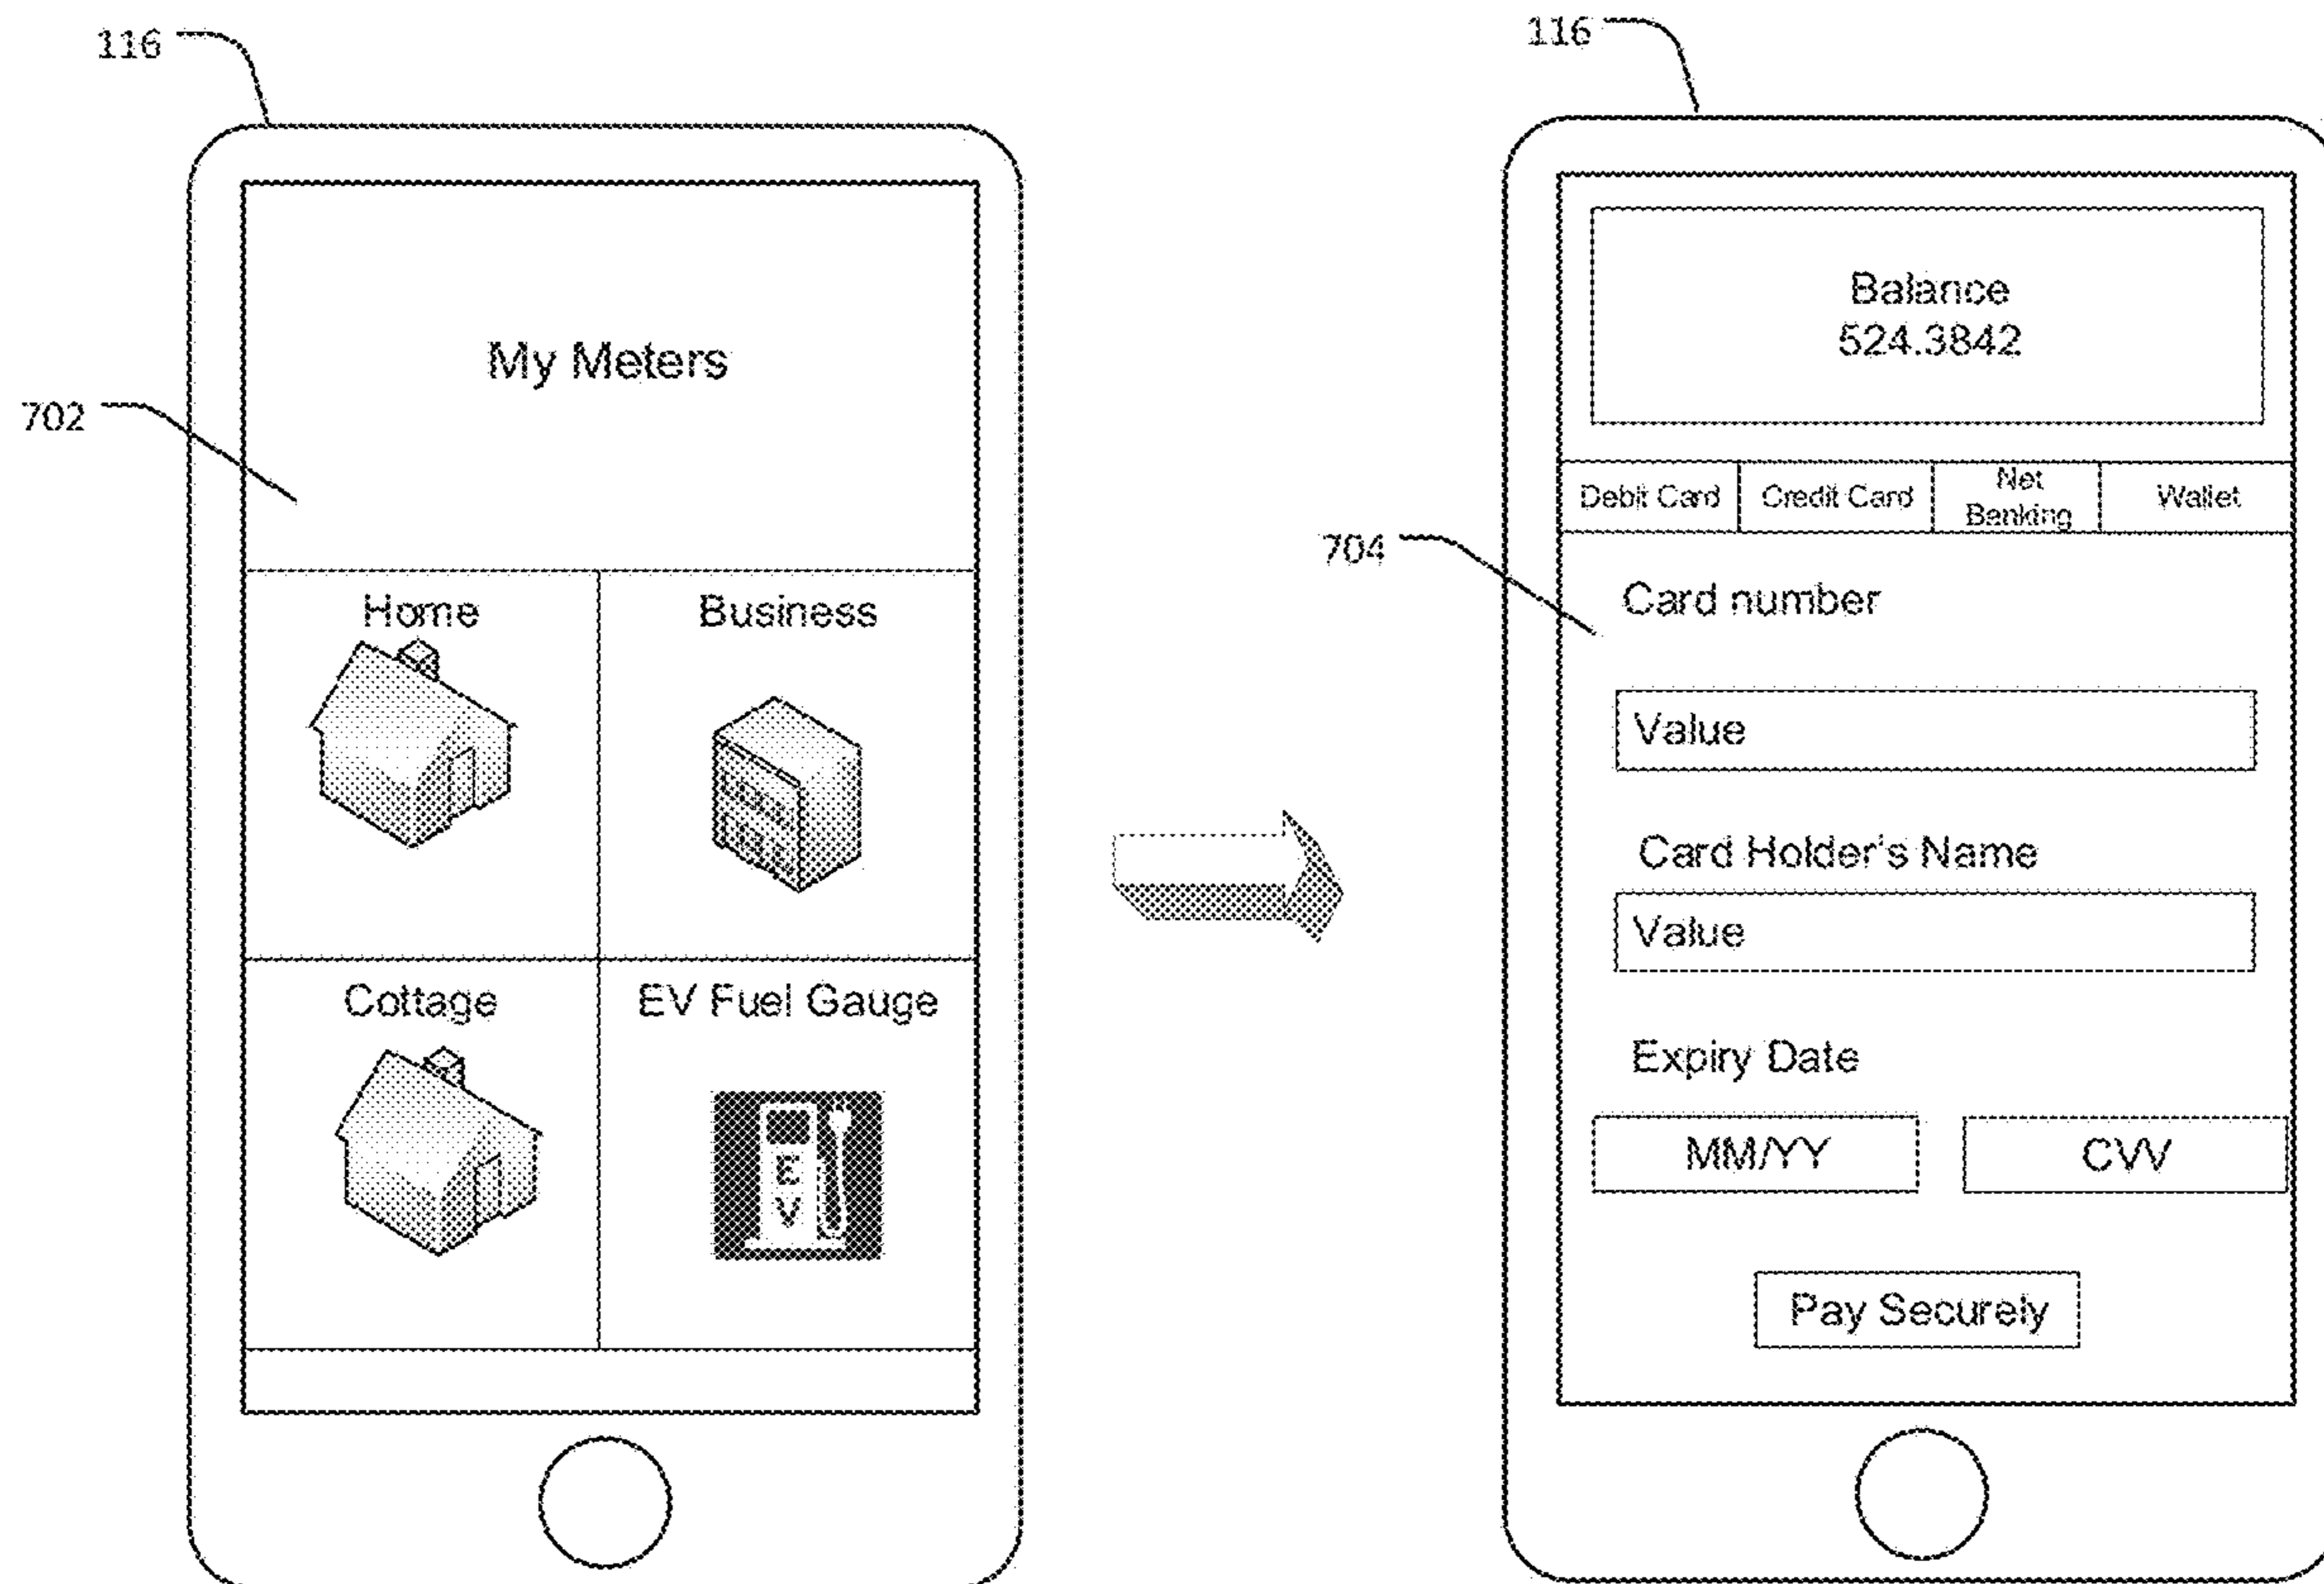 116
702
My Meters
Home
Business
Cottage
EV Fuel Gauge
E
V
116
704
Balance
524.3842
Debit Card
Credit Card
Net
Banking
Wallet
Card number
Value
Card Holder's Name
Value
Expiry Date
MM/YY
CVV
Pay Securely